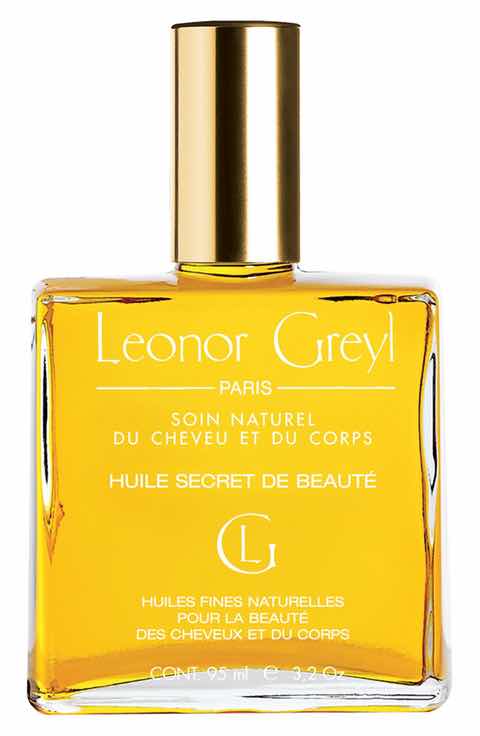 Leonor Greyl
PARIS
SOIN NATUREL
DU CHEVEU ET DU CORPS
HUILE SECRET DE BEAUTÉ
LG
HUILES FINES NATURELLES
POUR LA BEAUTÉ
DES CHEVEUX ET DU CORPS
CONT. 95 ml ℮ 3,2 Oz